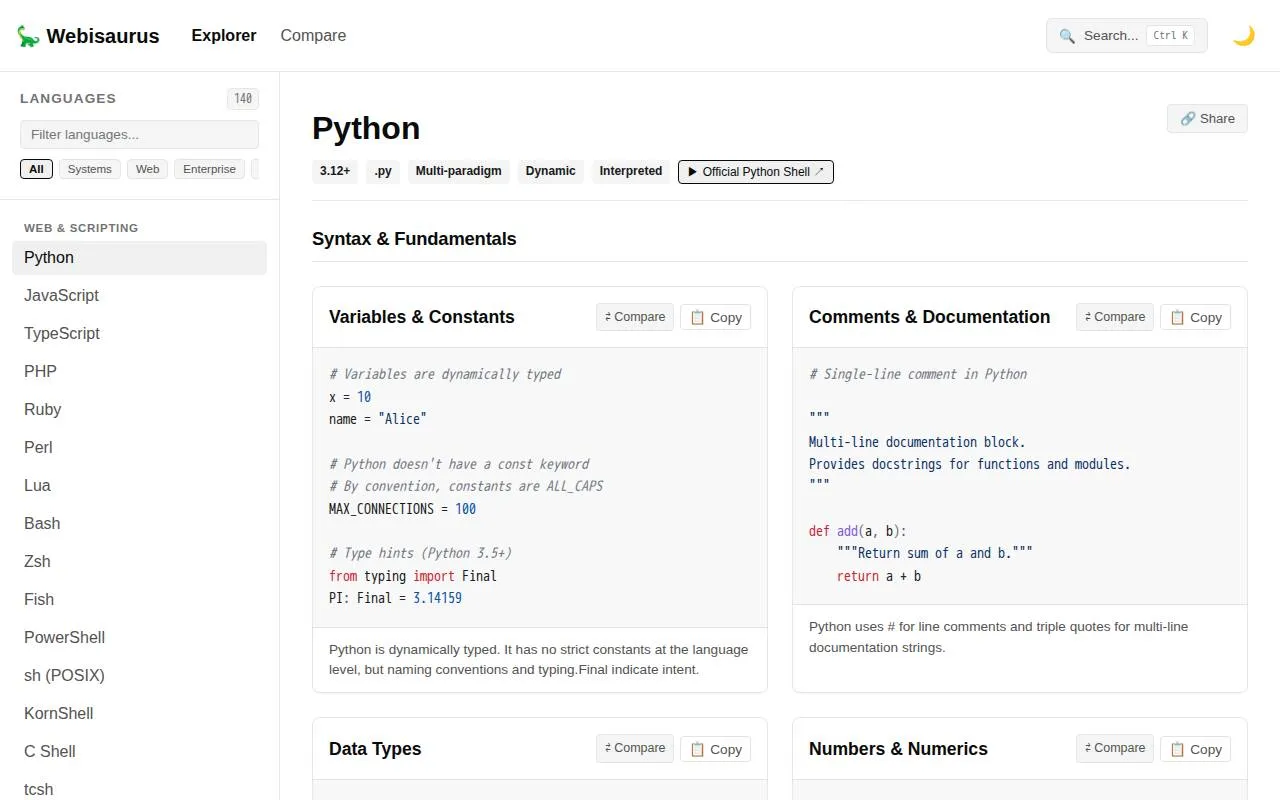 Webisaurus
Explorer
Compare
Search...
Ctrl K
LANGUAGES
140
Filter languages...
All
Systems
Web
Enterprise
WEB & SCRIPTING
Python
JavaScript
TypeScript
PHP
Ruby
Perl
Lua
Bash
Zsh
Fish
PowerShell
sh (POSIX)
KornShell
C Shell
tcsh
Python
Share
3.12+
.py
Multi-paradigm
Dynamic
Interpreted
▶ Official Python Shell ↗
Syntax & Fundamentals
Variables & Constants
⇄ Compare
Copy
# Variables are dynamically typed
x = 10
name = "Alice"
# Python doesn't have a const keyword
# By convention, constants are ALL_CAPS
MAX_CONNECTIONS = 100
# Type hints (Python 3.5+)
from typing import Final
PI: Final = 3.14159
Python is dynamically typed. It has no strict constants at the language
level, but naming conventions and typing.Final indicate intent.
Comments & Documentation
⇄ Compare
Copy
# Single-line comment in Python
"""
Multi-line documentation block.
Provides docstrings for functions and modules.
"""
def add(a, b):
    """Return sum of a and b."""
    return a + b
Python uses # for line comments and triple quotes for multi-line
documentation strings.
Data Types
⇄ Compare
Copy
Numbers & Numerics
⇄ Compare
Copy